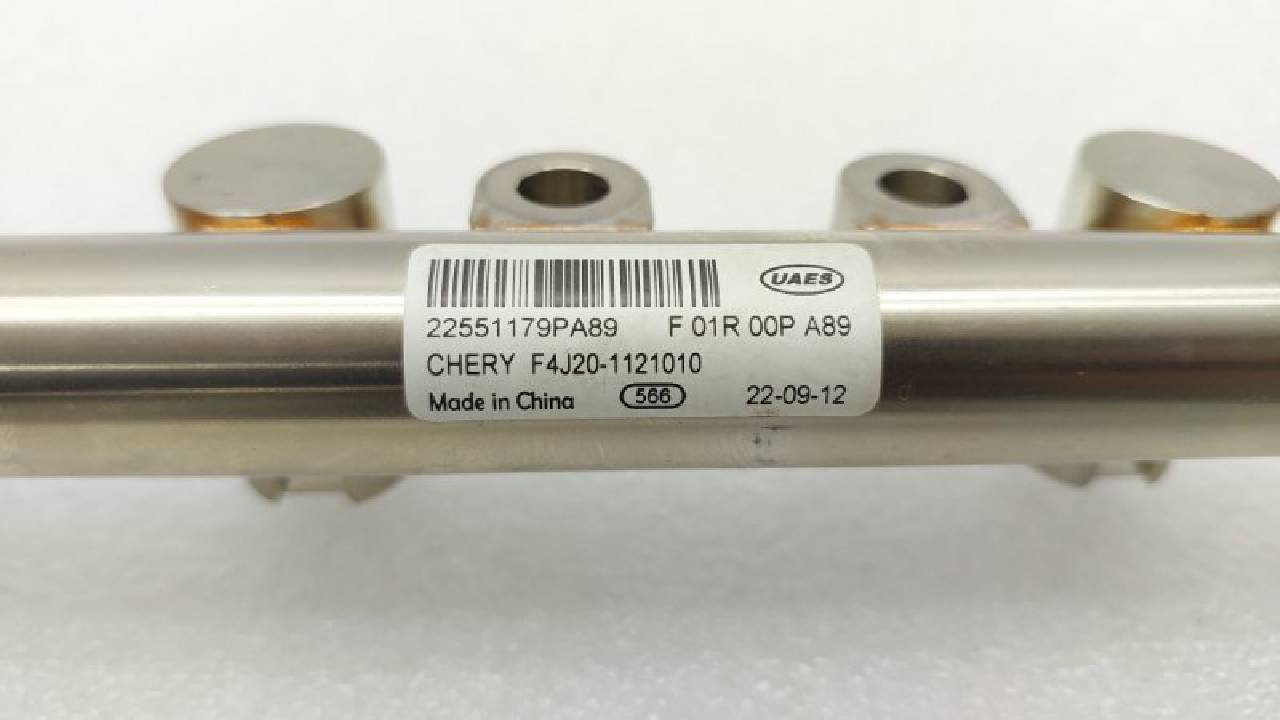 UAES
22551179PA89 F 01R 00P A89
CHERY F4J20-1121010
Made in China 566 22-09-12